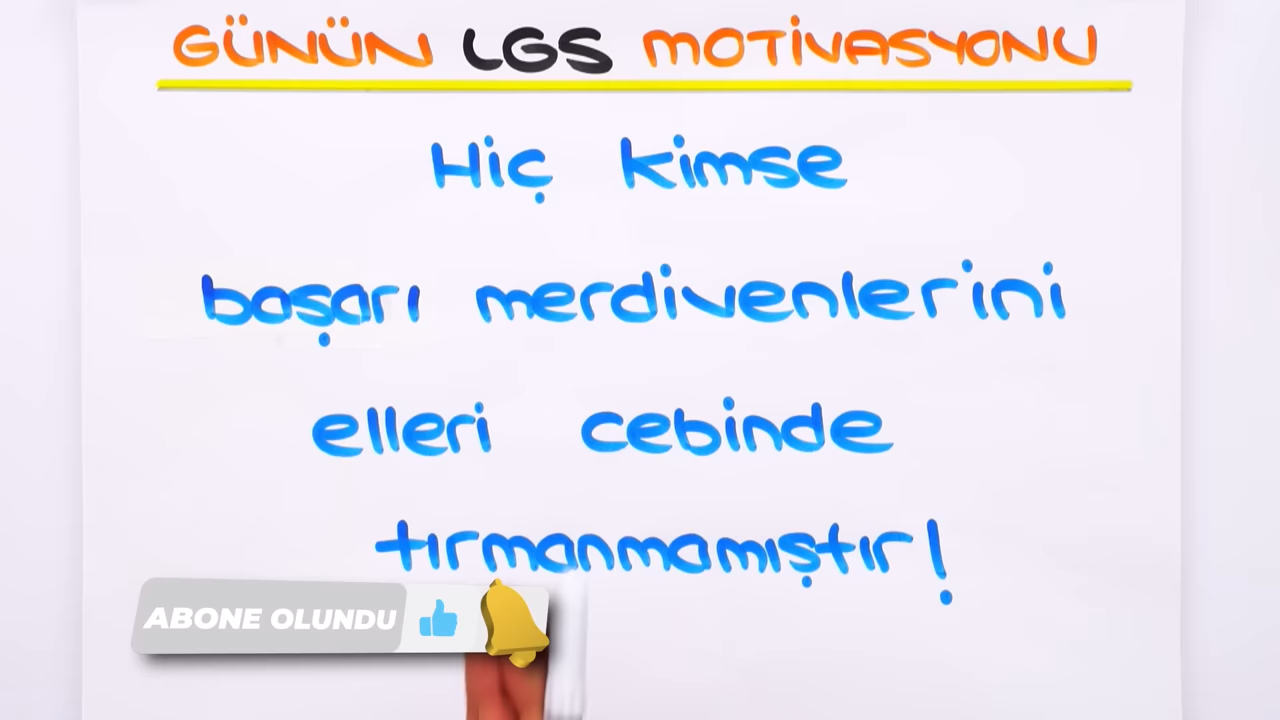 GÜNÜN LGS MOTİVASYONU
Hiç kimse
başarı merdivenlerini
elleri cebinde
tırmanmamıştır!
ABONE OLUNDU